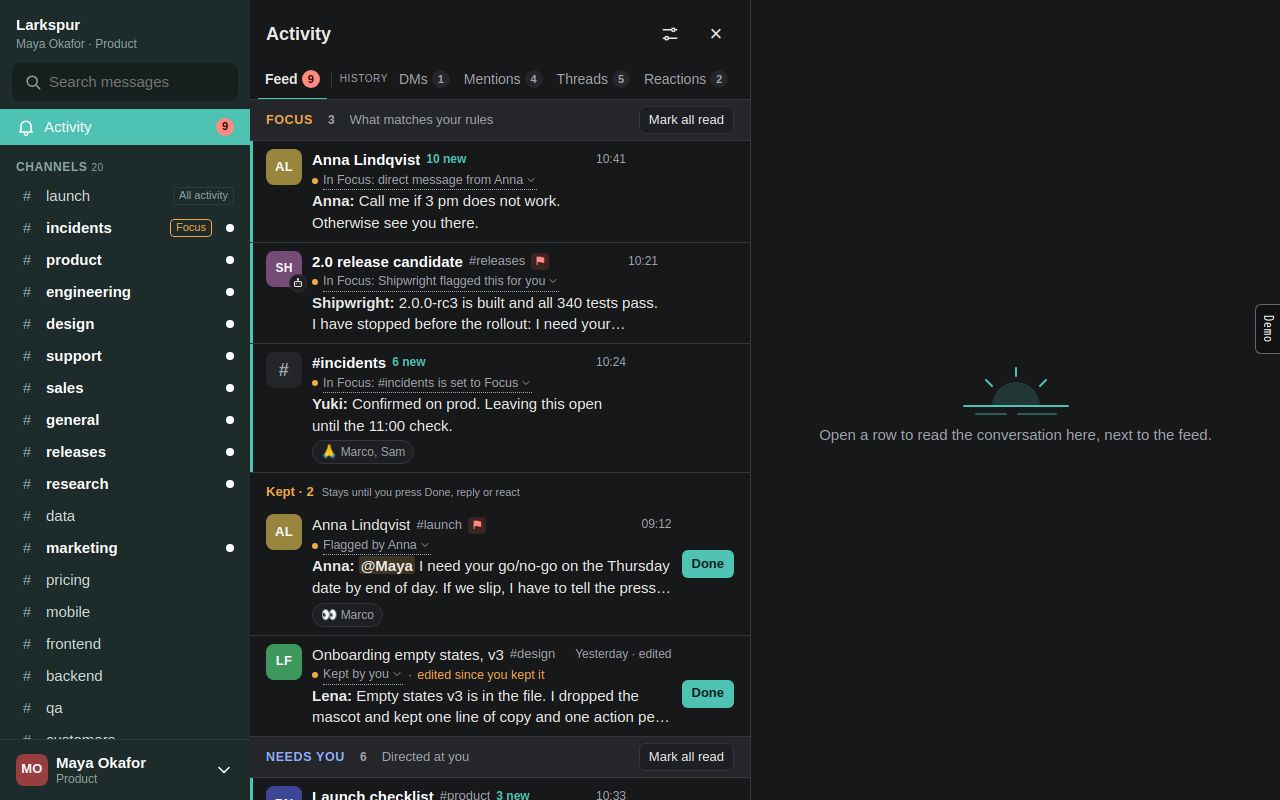 Larkspur
Maya Okafor · Product
Search messages
Activity 9
CHANNELS 20
# launch All activity
# incidents Focus
# product
# engineering
# design
# support
# sales
# general
# releases
# research
# data
# marketing
# pricing
# mobile
# frontend
# backend
# qa
# customers
MO Maya Okafor
Product
Activity
Feed 9 HISTORY DMs 1 Mentions 4 Threads 5 Reactions 2
FOCUS 3 What matches your rules Mark all read
AL Anna Lindqvist 10 new 10:41
In Focus: direct message from Anna
Anna: Call me if 3 pm does not work.
Otherwise see you there.
SH 2.0 release candidate #releases 10:21
In Focus: Shipwright flagged this for you
Shipwright: 2.0.0-rc3 is built and all 340 tests pass.
I have stopped before the rollout: I need your…
# #incidents 6 new 10:24
In Focus: #incidents is set to Focus
Yuki: Confirmed on prod. Leaving this open
until the 11:00 check.
🙏 Marco, Sam
Kept · 2 Stays until you press Done, reply or react
AL Anna Lindqvist #launch 09:12
Flagged by Anna
Anna: @Maya I need your go/no-go on the Thursday
date by end of day. If we slip, I have to tell the press…
Done
👀 Marco
LF Onboarding empty states, v3 #design Yesterday · edited
Kept by you · edited since you kept it
Lena: Empty states v3 is in the file. I dropped the
mascot and kept one line of copy and one action pe…
Done
NEEDS YOU 6 Directed at you Mark all read
Launch checklist #product 3 new 10:33
Open a row to read the conversation here, next to the feed.
Demo